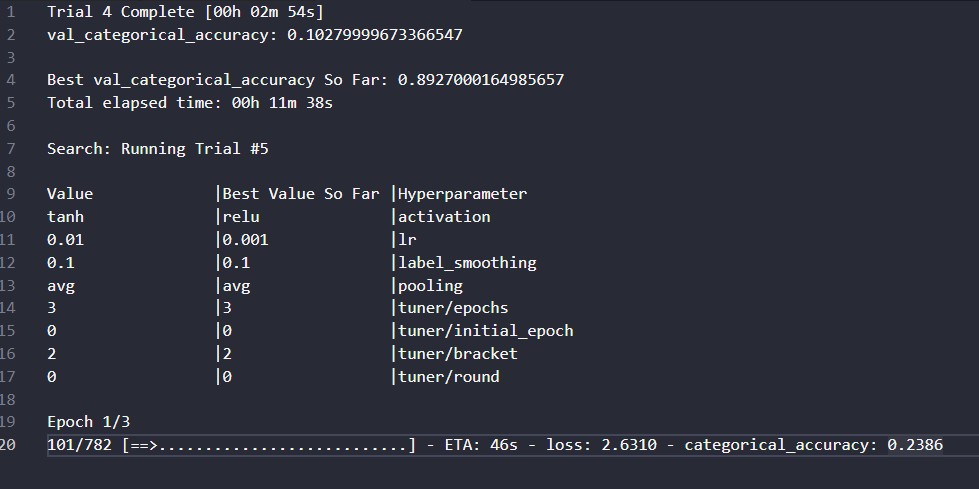 1 Trial 4 Complete [00h 02m 54s]
2 val_categorical_accuracy: 0.10279999673366547
3
4 Best val_categorical_accuracy So Far: 0.8927000164985657
5 Total elapsed time: 00h 11m 38s
6
7 Search: Running Trial #5
8
9 Value |Best Value So Far |Hyperparameter
10 tanh |relu |activation
11 0.01 |0.001 |lr
12 0.1 |0.1 |label_smoothing
13 avg |avg |pooling
14 3 |3 |tuner/epochs
15 0 |0 |tuner/initial_epoch
16 2 |2 |tuner/bracket
17 0 |0 |tuner/round
18
19 Epoch 1/3
20 101/782 [==>...........................] - ETA: 46s - loss: 2.6310 - categorical_accuracy: 0.2386